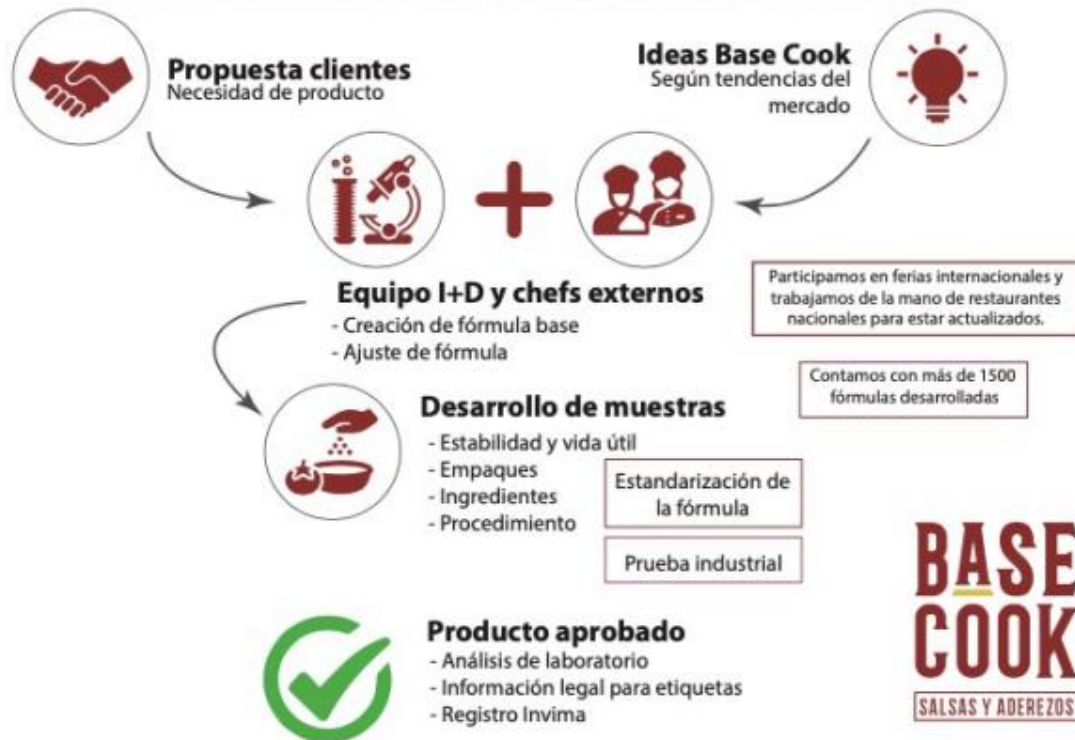 Propuesta clientes
Necesidad de producto
Ideas Base Cook
Según tendencias del
mercado
Equipo I+D y chefs externos
- Creación de fórmula base
- Ajuste de fórmula
Participamos en ferias internacionales y
trabajamos de la mano de restaurantes
nacionales para estar actualizados.
Contamos con más de 1500
fórmulas desarrolladas
Desarrollo de muestras
- Estabilidad y vida útil
- Empaques
- Ingredientes
- Procedimiento
Estandarización de
la fórmula
Prueba industrial
Producto aprobado
- Análisis de laboratorio
- Información legal para etiquetas
- Registro Invima
BASE
COOK
SALSAS Y ADEREZOS